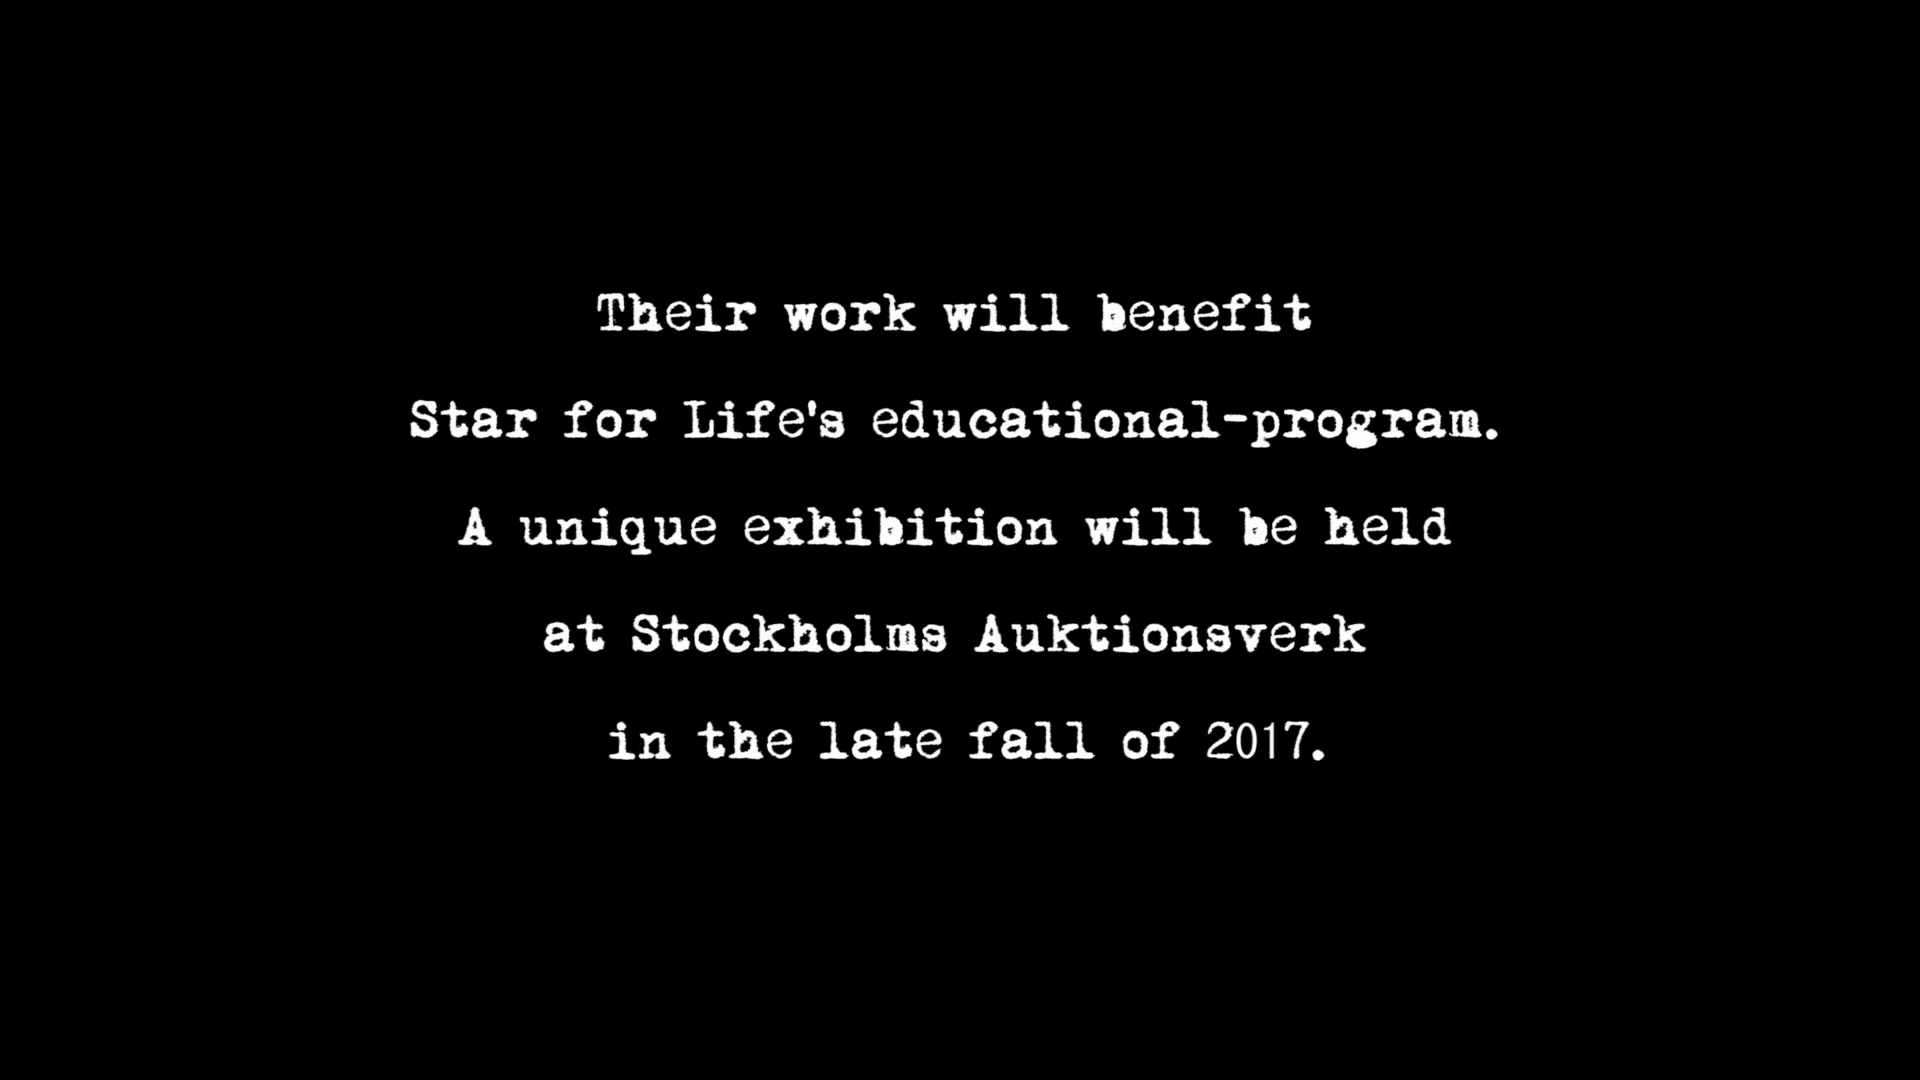 Their work will benefit
Star for Life's educational-program.
A unique exhibition will be held
at Stockholms Auktionsverk
in the late fall of 2017.